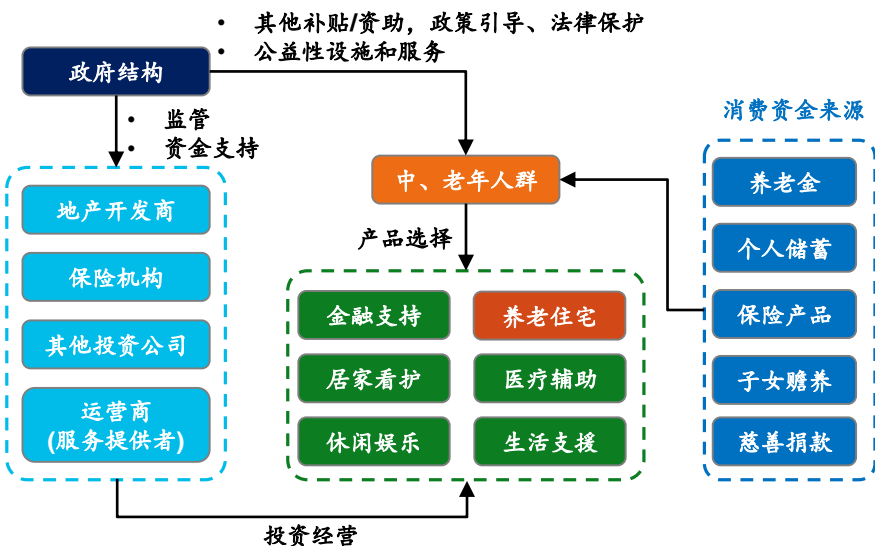 • 其他补贴/资助，政策引导、法律保护
• 公益性设施和服务
政府结构
• 监管
• 资金支持
消费资金来源
地产开发商
保险机构
其他投资公司
运营商
(服务提供者)
中、老年人群
产品选择
金融支持
养老住宅
居家看护
医疗辅助
休闲娱乐
生活支援
养老金
个人储蓄
保险产品
子女赡养
慈善捐款
投资经营